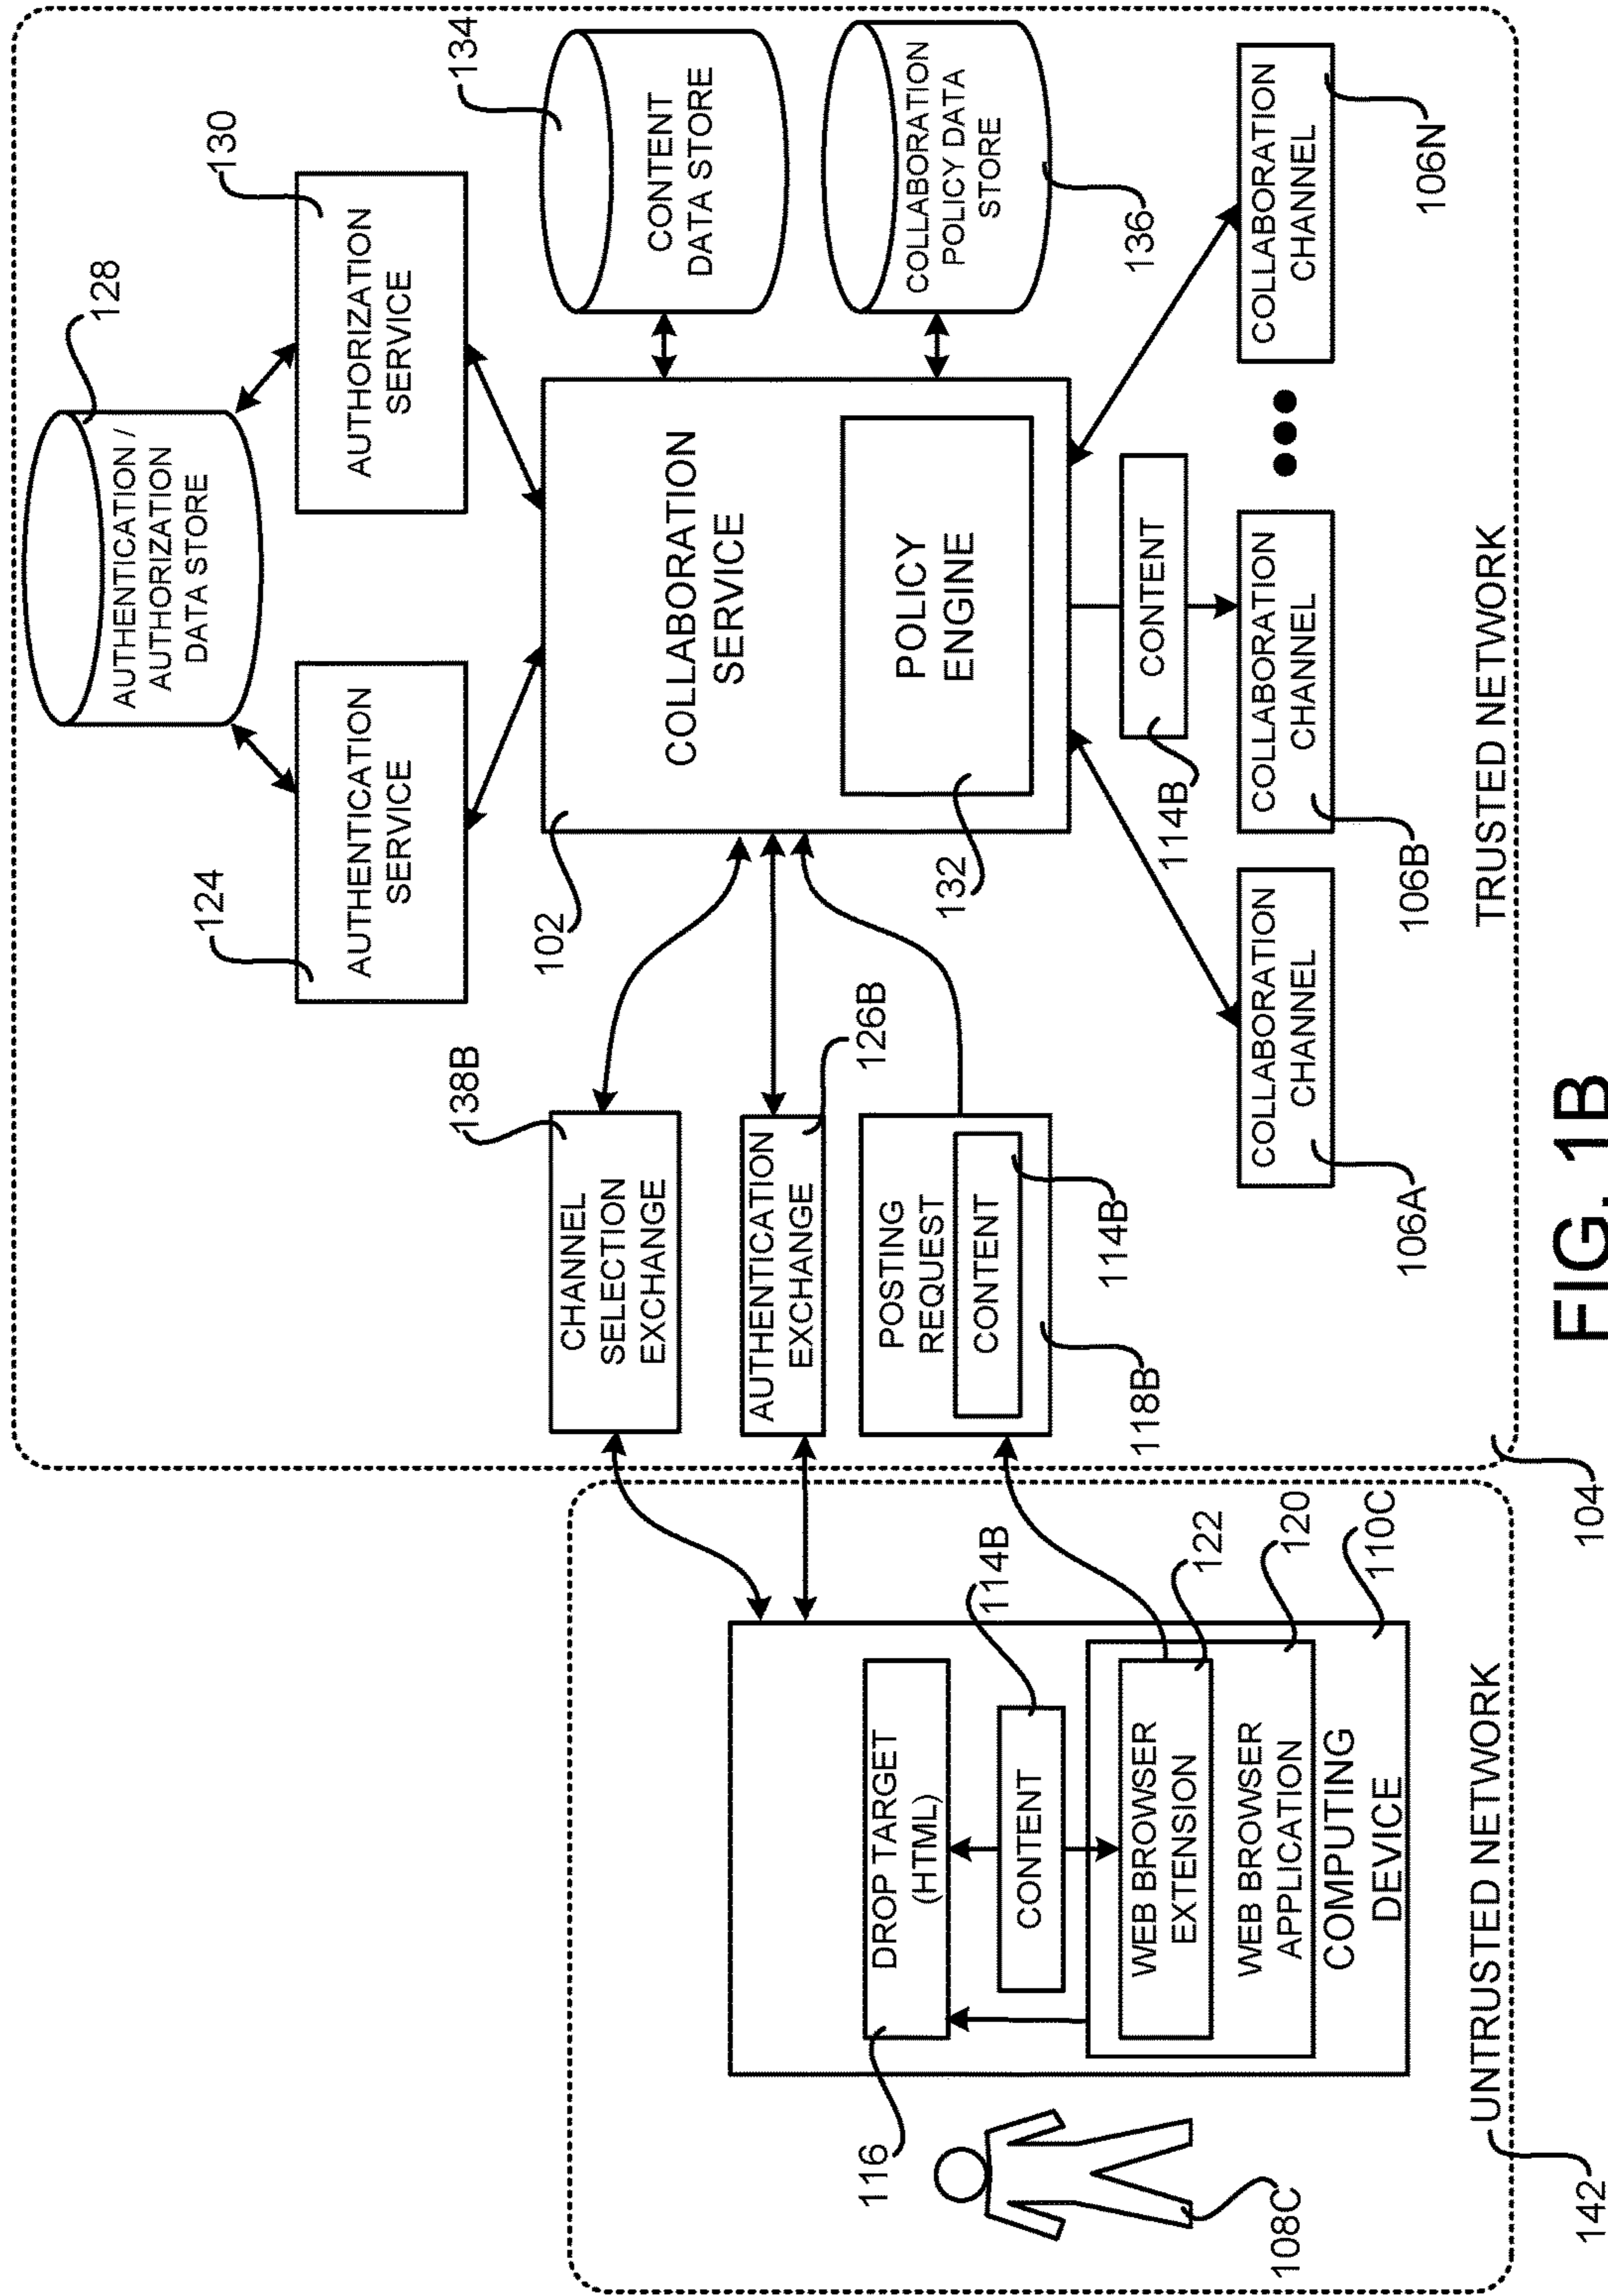 128
AUTHENTICATION /
AUTHORIZATION
DATA STORE
124
AUTHENTICATION
SERVICE
130
AUTHORIZATION
SERVICE
134
CONTENT
DATA STORE
COLLABORATION
POLICY DATA
STORE
136
102
COLLABORATION
SERVICE
POLICY
ENGINE
132
138B
CHANNEL
SELECTION
EXCHANGE
126B
AUTHENTICATION
EXCHANGE
POSTING
REQUEST
CONTENT
114B
118B
116
DROP TARGET
(HTML)
CONTENT
114B
WEB BROWSER
EXTENSION
122
WEB BROWSER
APPLICATION
120
COMPUTING
DEVICE
110C
108C
UNTRUSTED NETWORK
142
CONTENT
114B
COLLABORATION
CHANNEL
106A
COLLABORATION
CHANNEL
106B
COLLABORATION
CHANNEL
106N
TRUSTED NETWORK
104
FIG. 1B